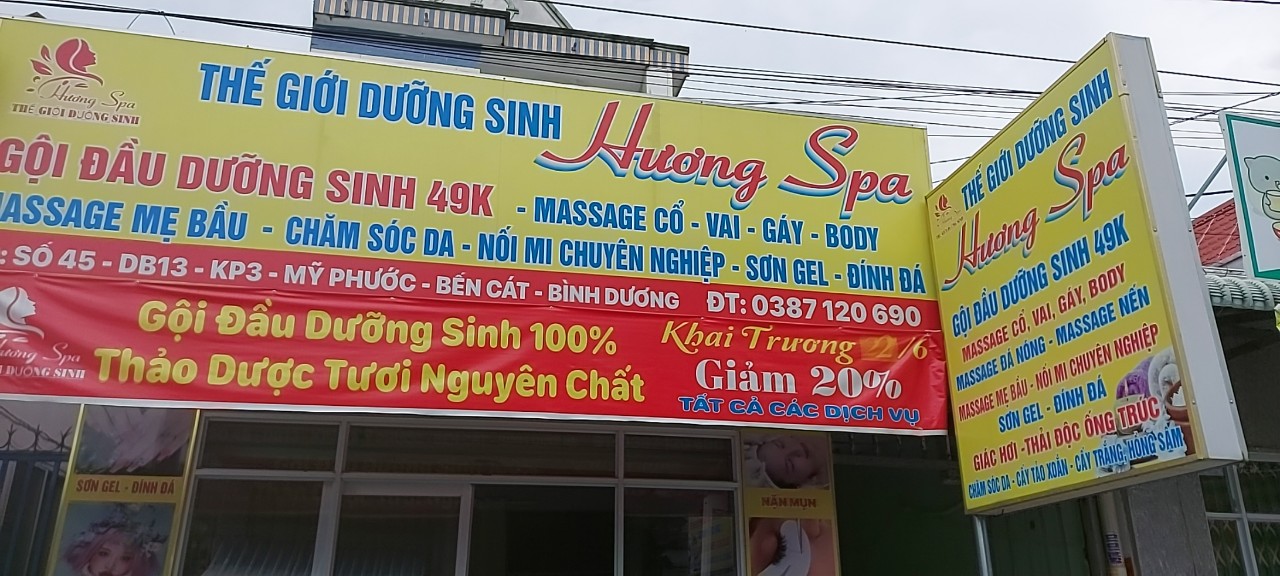 Hương Spa
THẾ GIỚI DƯỠNG SINH
THẾ GIỚI DƯỠNG SINH
Hương Spa
GỘI ĐẦU DƯỠNG SINH 49K
- MASSAGE CỔ - VAI - GÁY - BODY
MASSAGE MẸ BẦU - CHĂM SÓC DA - NỐI MI CHUYÊN NGHIỆP - SƠN GEL - ĐÍNH ĐÁ
: SỐ 45 - DB13 - KP3 - MỸ PHƯỚC - BẾN CÁT - BÌNH DƯƠNG ĐT: 0387 120 690
Hương Spa
GIỚI DƯỠNG SINH
Gội Đầu Dưỡng Sinh 100%
Thảo Dược Tươi Nguyên Chất
Khai Trương 2/6
Giảm 20%
TẤT CẢ CÁC DỊCH VỤ
SƠN GEL - ĐÍNH ĐÁ
NẶN MỤN
THẾ GIỚI DƯỠNG SINH
Hương Spa
GỘI ĐẦU DƯỠNG SINH 49K
MASSAGE CỔ, VAI, GÁY, BODY
MASSAGE ĐÁ NÓNG - MASSAGE NẾN
MASSAGE MẸ BẦU - NỐI MI CHUYÊN NGHIỆP
SƠN GEL - ĐÍNH ĐÁ
GIÁC HƠI - THẢI ĐỘC ỐNG TRÚC
CHĂM SÓC DA - CẤY TẢO XOẮN - CẤY TRẮNG, HỒNG SÂM